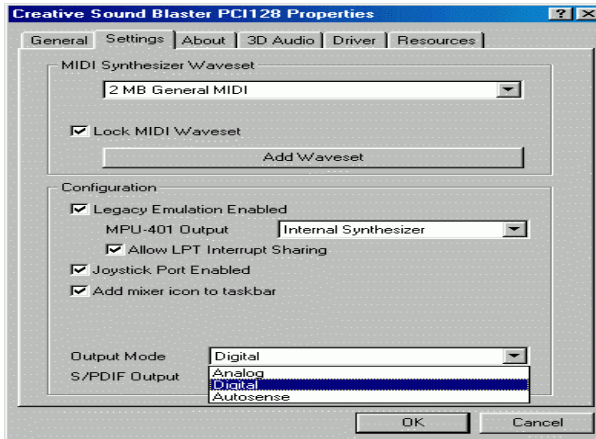 Creative Sound Blaster PCI128 Properties
General Settings About 3D Audio Driver Resources
MIDI Synthesizer Waveset
2 MB General MIDI
Lock MIDI Waveset
Add Waveset
Configuration
Legacy Emulation Enabled
MPU-401 Output Internal Synthesizer
Allow LPT Interrupt Sharing
Joystick Port Enabled
Add mixer icon to taskbar
Output Mode Digital
S/PDIF Output Analog
Digital
Autosense
OK Cancel